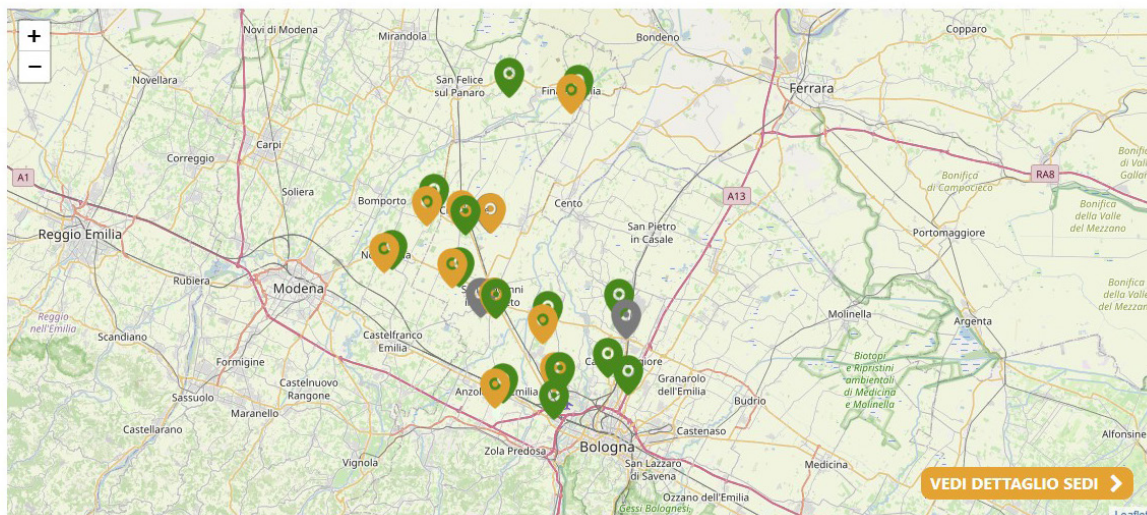 +
−
Novi di Modena
Mirandola
Bondeno
Copparo
Novellara
San Felice
sul Panaro
Ferrara
Correggio
Carpi
Soliera
Bomporto
Cento
A1
A13
RA8
Bonifica
di Campocieco
Bonifica
della Valle
del Mezzano
Portomaggiore
San Pietro
in Casale
Reggio Emilia
Rubiera
Modena
Reggio
nell'Emilia
Scandiano
Formigine
Castelfranco
Emilia
Molinella
Argenta
Sassuolo
Castelnuovo
Rangone
Maranello
Granarolo
dell'Emilia
Budrio
Biotopi
e Ripristini
ambientali
di Medicina
e Molinella
Castellarano
Vignola
Zola Predosa
Bologna
Castenaso
San Lazzaro
di Savena
Medicina
Ozzano dell'Emilia
Gessi Bolognesi
Alfonsine
VEDI DETTAGLIO SEDI